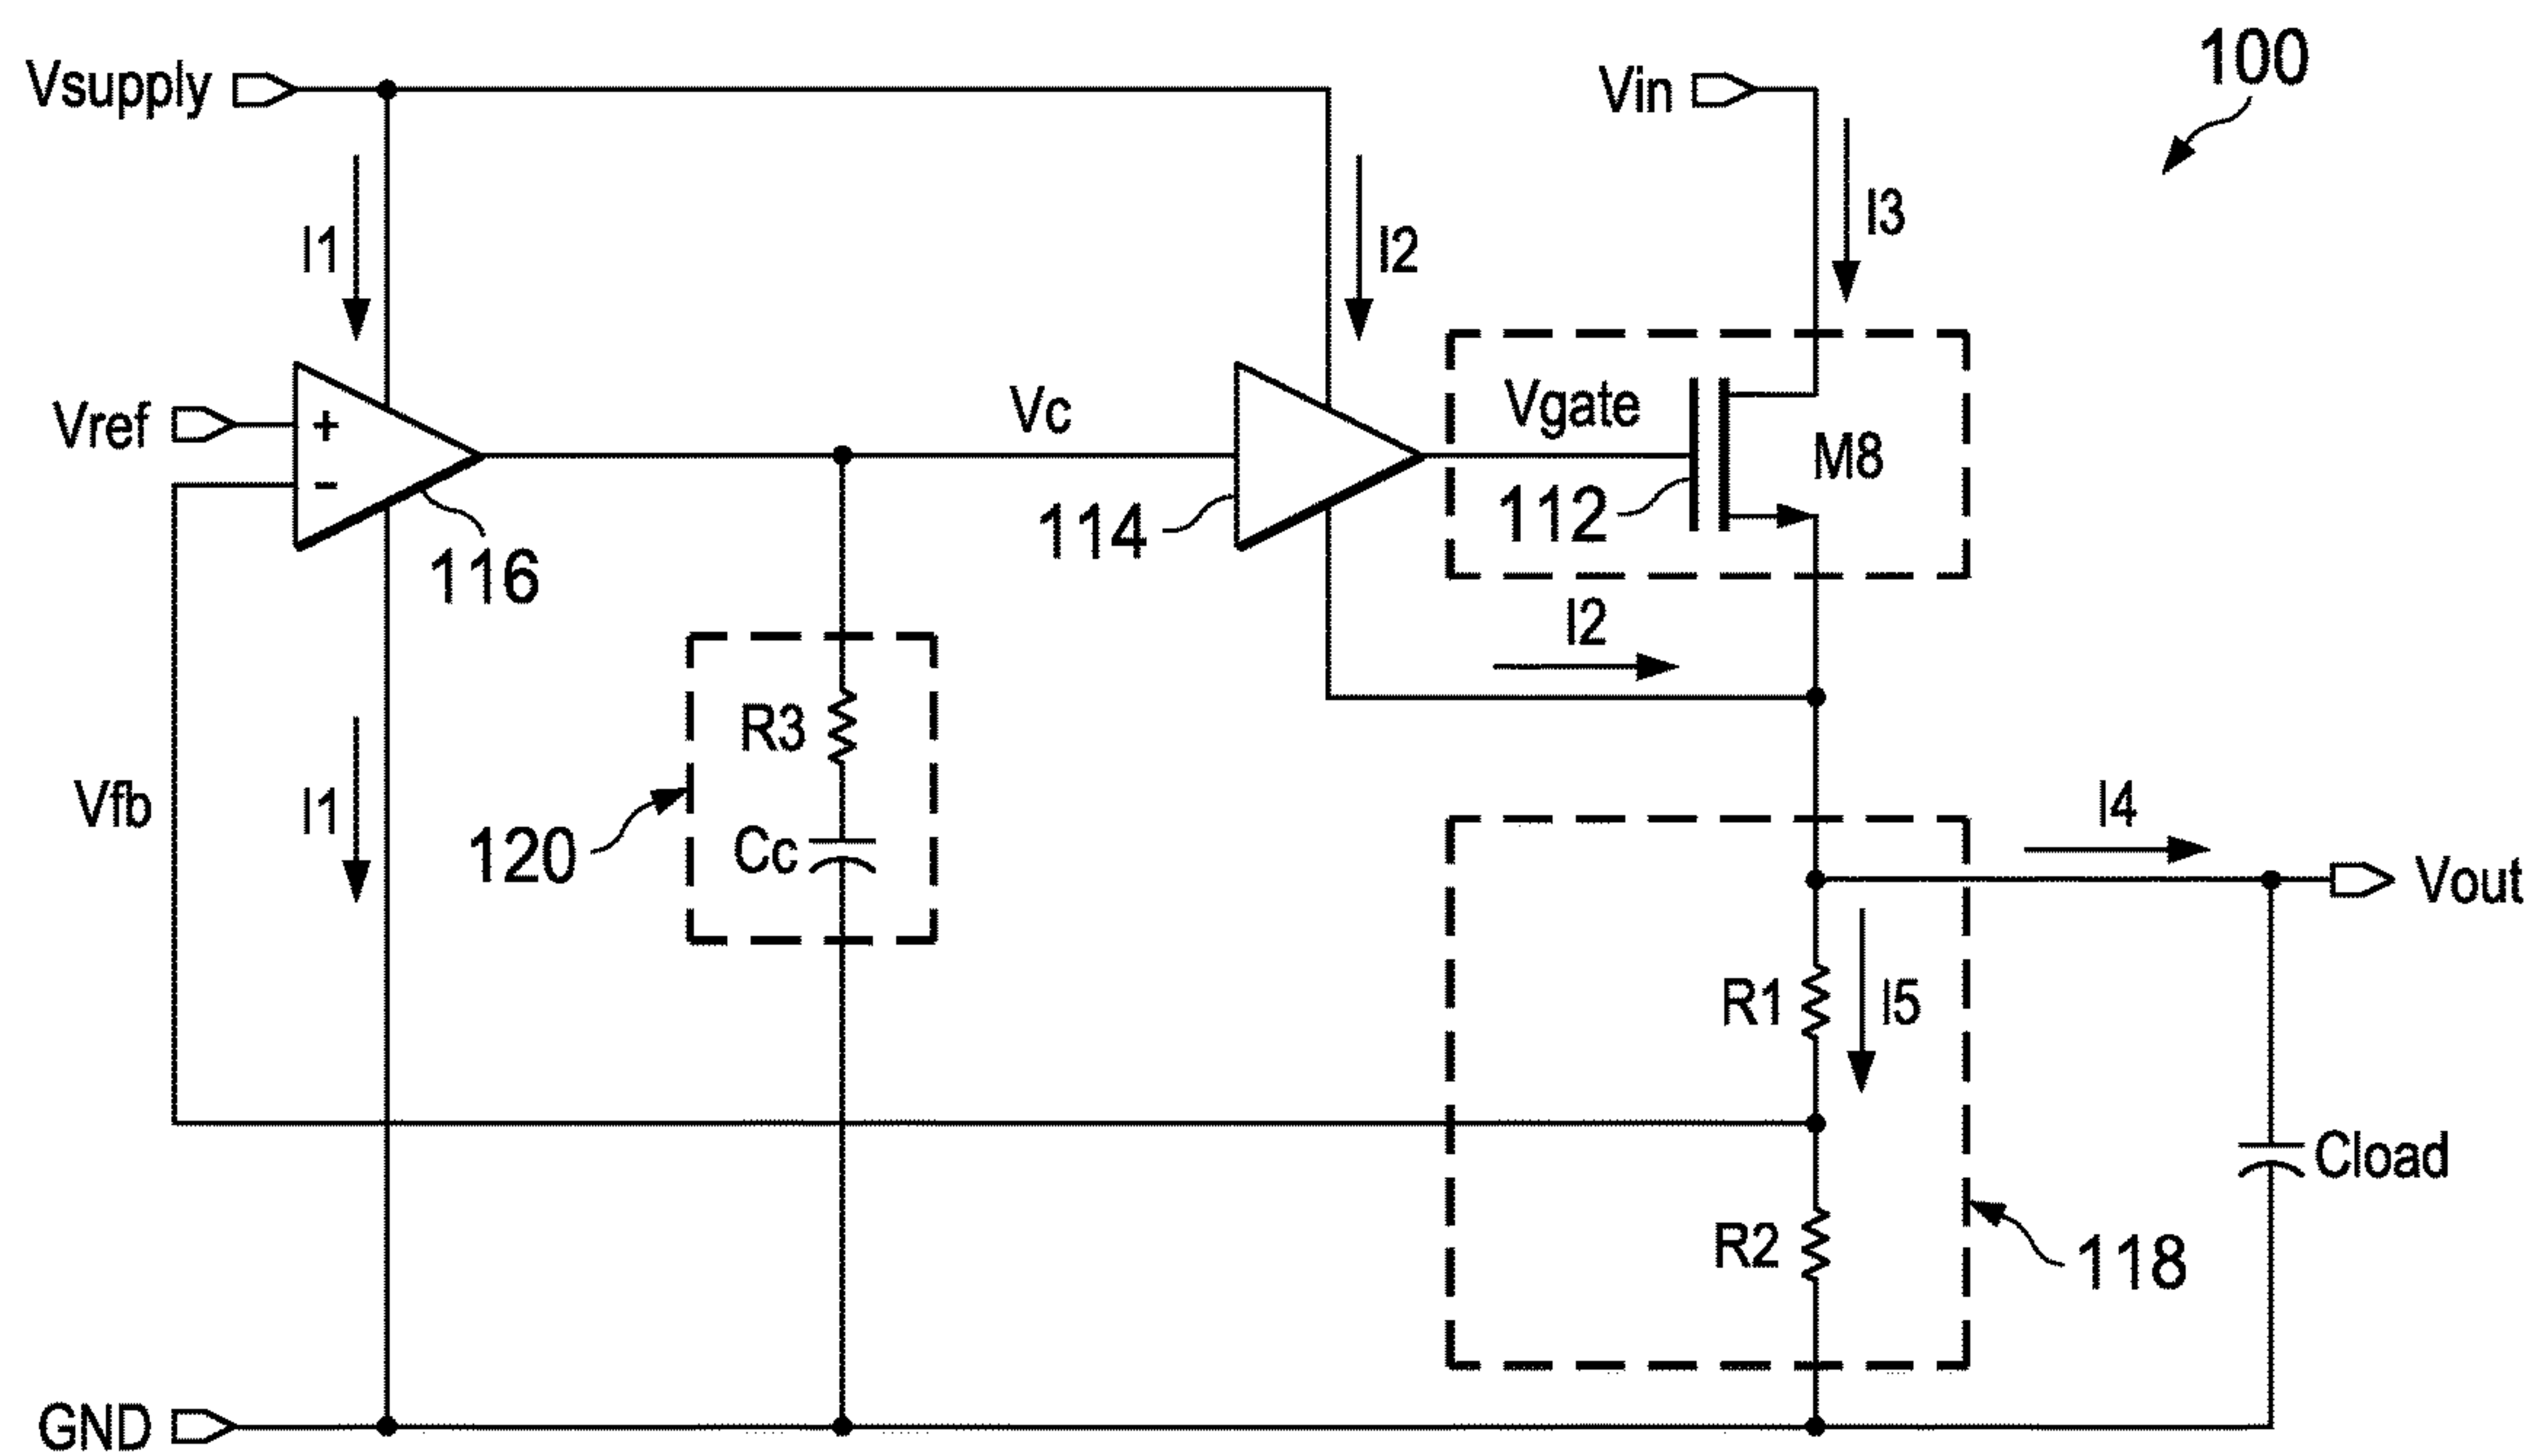 100
Vsupply
Vin
I1
I2
I3
Vref
+
-
Vc
Vgate
M8
112
114
116
I2
R3
120
Cc
Vfb
I1
I4
Vout
R1
I5
Cload
R2
118
GND